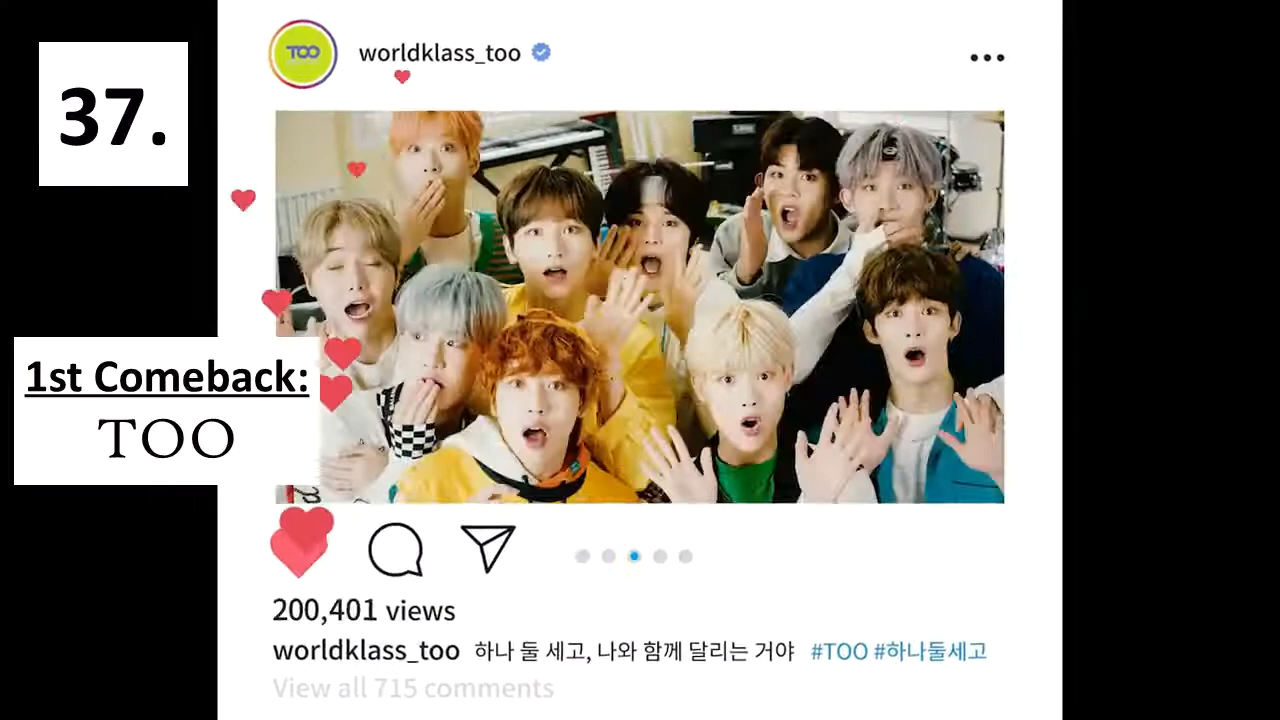 37.
TOO
worldklass_too
1st Comeback:
TOO
200,401 views
worldklass_too 하나 둘 세고, 나와 함께 달리는 거야 #TOO #하나둘세고
View all 715 comments